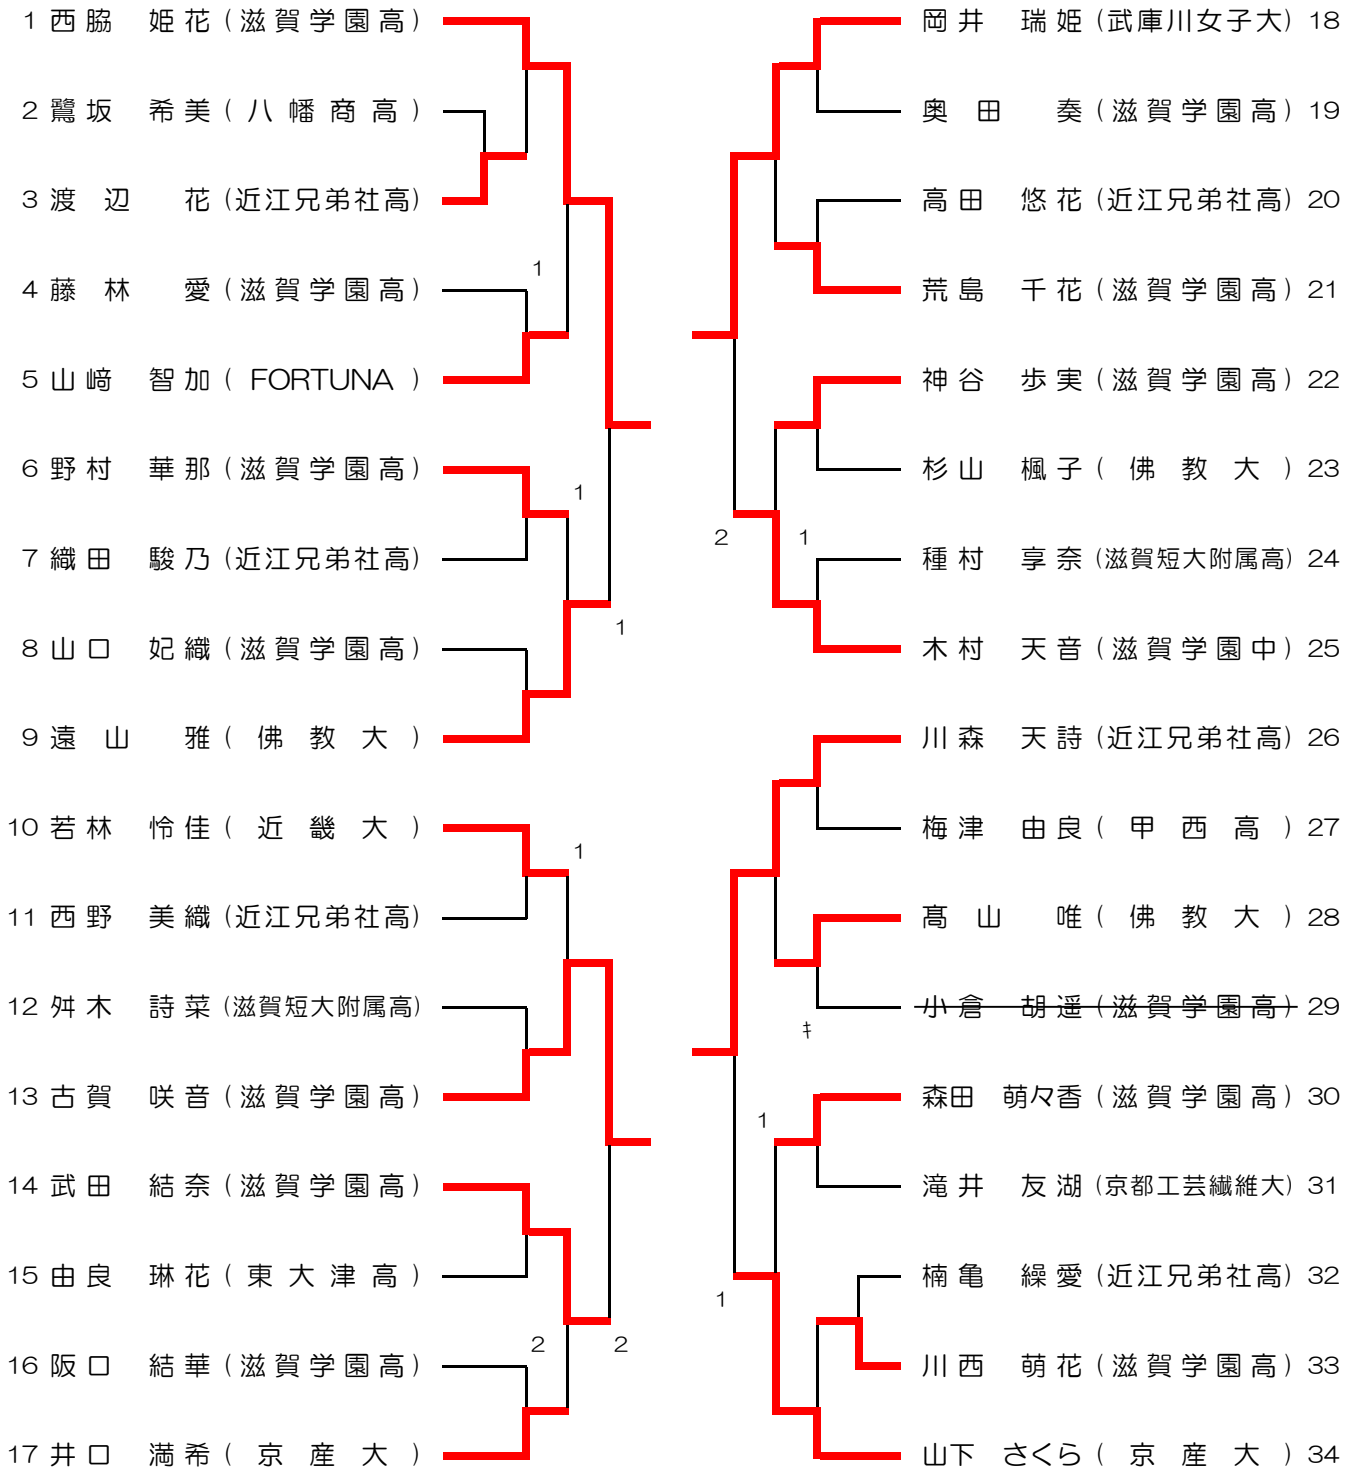 1 西脇 姫花 (滋賀学園高)
2 鷺坂 希美 (八幡商高)
3 渡辺 花 (近江兄弟社高)
1
4 藤林 愛 (滋賀学園高)
5 山﨑 智加 (FORTUNA)
6 野村 華那 (滋賀学園高)
1
7 織田 駿乃 (近江兄弟社高)
1
8 山口 妃織 (滋賀学園高)
9 遠山 雅 (佛教大)
10 若林 怜佳 (近畿大)
1
11 西野 美織 (近江兄弟社高)
12 舛木 詩菜 (滋賀短大附属高)
13 古賀 咲音 (滋賀学園高)
14 武田 結奈 (滋賀学園高)
15 由良 琳花 (東大津高)
2 2
16 阪口 結華 (滋賀学園高)
17 井口 満希 (京産大)
岡井 瑞姫 (武庫川女子大) 18
奥田 奏 (滋賀学園高) 19
高田 悠花 (近江兄弟社高) 20
荒島 千花 (滋賀学園高) 21
神谷 歩実 (滋賀学園高) 22
杉山 楓子 (佛教大) 23
2 1
種村 享奈 (滋賀短大附属高) 24
木村 天音 (滋賀学園中) 25
川森 天詩 (近江兄弟社高) 26
梅津 由良 (甲西高) 27
髙山 唯 (佛教大) 28
小倉 胡遥 (滋賀学園高) 29
ｷ
森田 萌々香 (滋賀学園高) 30
1
滝井 友湖 (京都工芸繊維大) 31
楠亀 繰愛 (近江兄弟社高) 32
1
川西 萌花 (滋賀学園高) 33
山下 さくら (京産大) 34